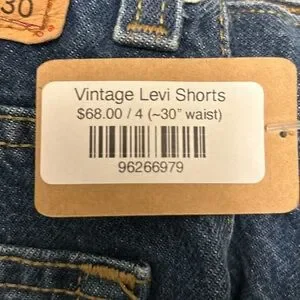 30
Vintage Levi Shorts
$68.00 / 4 (~30” waist)
96266979